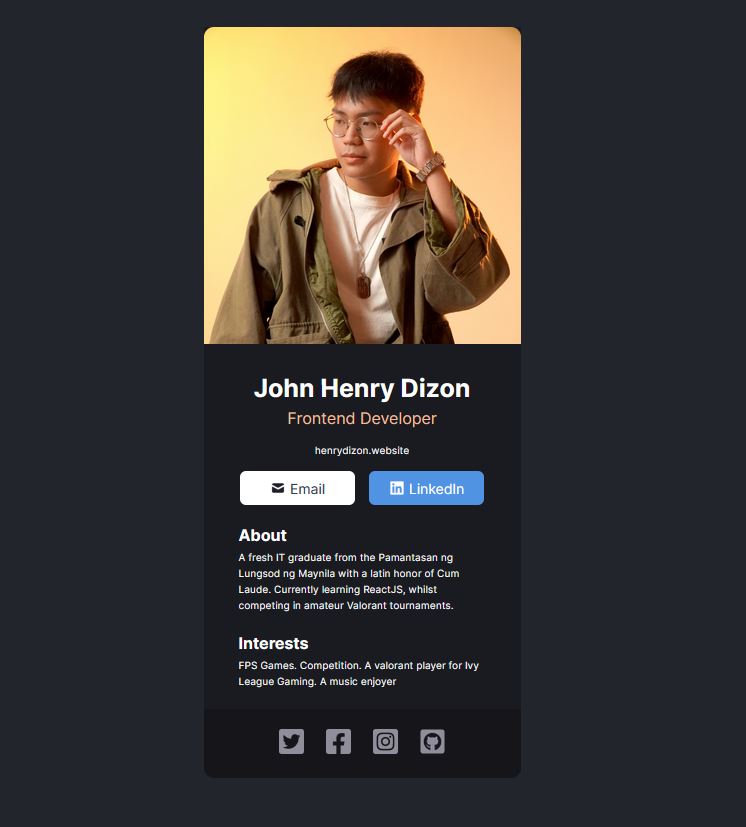 John Henry Dizon
Frontend Developer
henrydizon.website
Email
LinkedIn
About
A fresh IT graduate from the Pamantasan ng
Lungsod ng Maynila with a latin honor of Cum
Laude. Currently learning ReactJS, whilst
competing in amateur Valorant tournaments.
Interests
FPS Games. Competition. A valorant player for Ivy
League Gaming. A music enjoyer